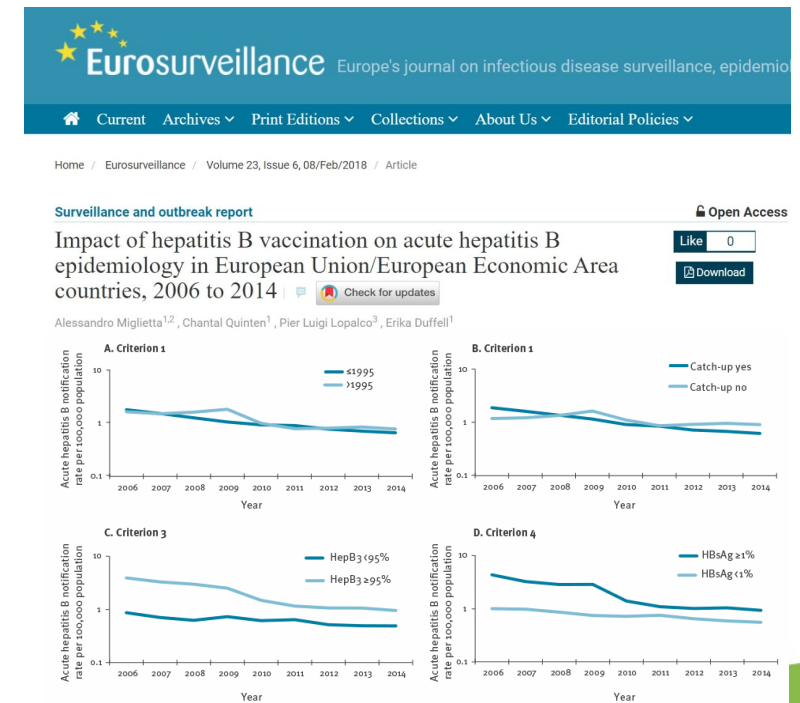 Eurosurveillance Europe's journal on infectious disease surveillance, epidemiol
Current Archives Print Editions Collections About Us Editorial Policies
Home / Eurosurveillance / Volume 23, Issue 6, 08/Feb/2018 / Article
Surveillance and outbreak report
Open Access
Impact of hepatitis B vaccination on acute hepatitis B
epidemiology in European Union/European Economic Area
countries, 2006 to 2014
Check for updates
Like 0
Download
Alessandro Miglietta1,2 , Chantal Quinten1 , Pier Luigi Lopalco3 , Erika Duffell1
A. Criterion 1
Acute hepatitis B notification
rate per 100,000 population
10
1
0.1
≤1995
>1995
2006 2007 2008 2009 2010 2011 2012 2013 2014
Year
B. Criterion 1
Acute hepatitis B notification
rate per 100,000 population
10
1
0.1
Catch-up yes
Catch-up no
2006 2007 2008 2009 2010 2011 2012 2013 2014
Year
C. Criterion 3
Acute hepatitis B notification
rate per 100,000 population
10
1
0.1
HepB3<95%
HepB3≥95%
2006 2007 2008 2009 2010 2011 2012 2013 2014
Year
D. Criterion 4
Acute hepatitis B notification
rate per 100,000 population
10
1
0.1
HBsAg≥1%
HBsAg<1%
2006 2007 2008 2009 2010 2011 2012 2013 2014
Year